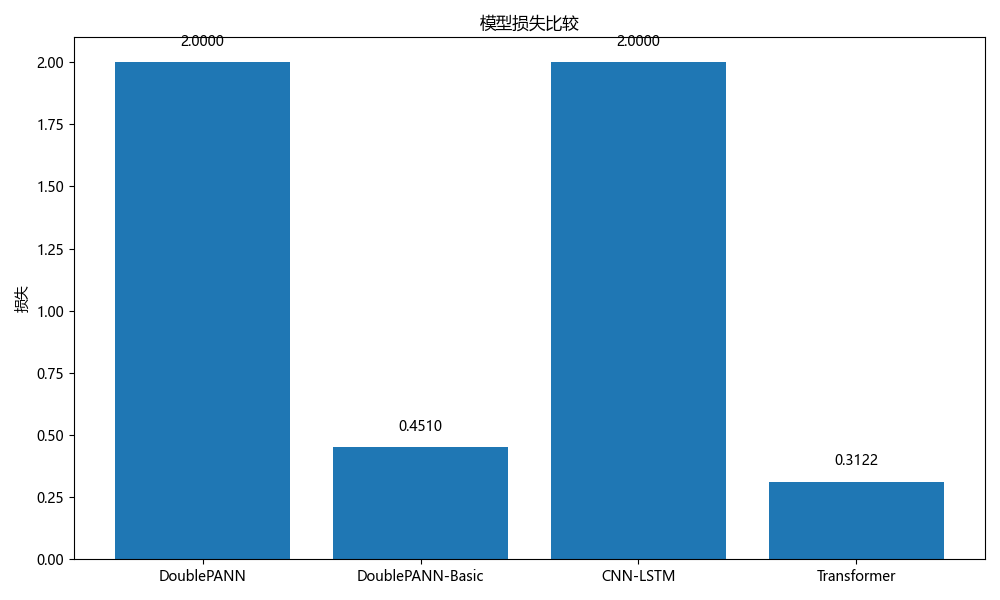 模型损失比较
2.0000
2.0000
0.4510
0.3122
损失
2.00
1.75
1.50
1.25
1.00
0.75
0.50
0.25
0.00
DoublePANN
DoublePANN-Basic
CNN-LSTM
Transformer